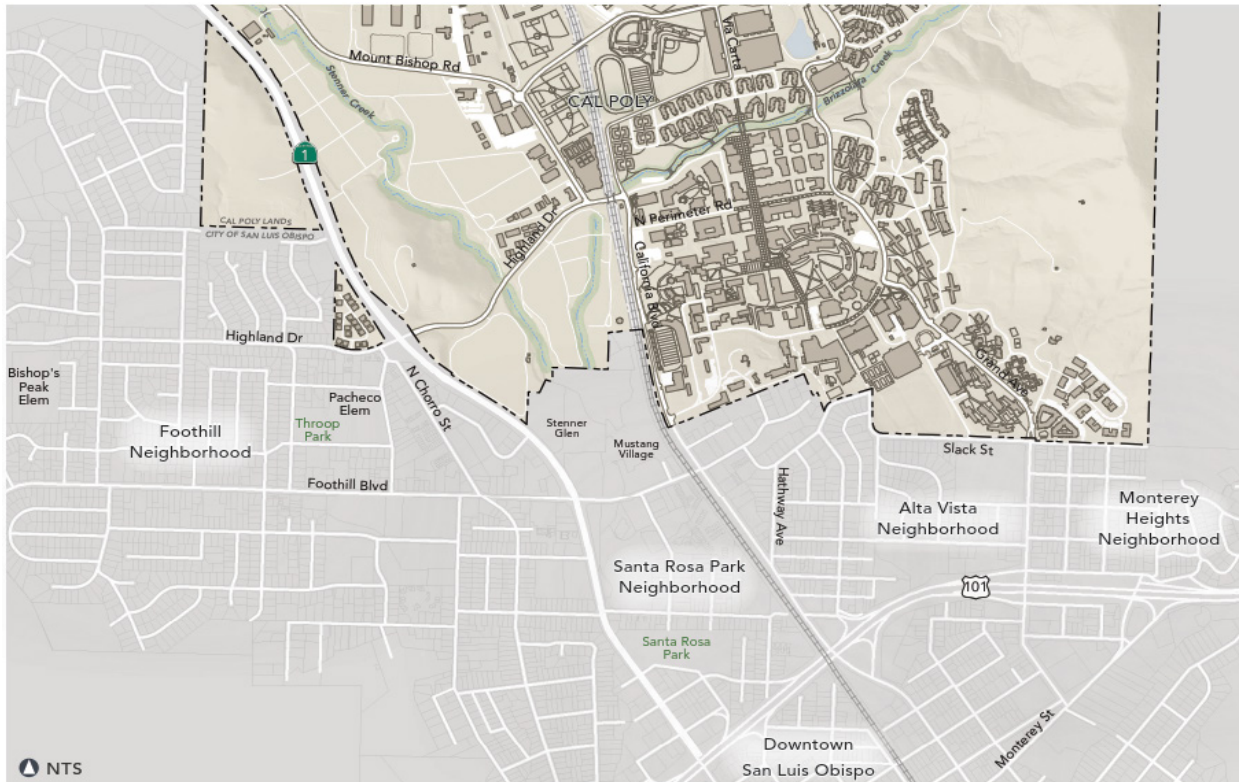 Mount Bishop Rd
Via Carta
Stenner Creek
CAL POLY
Brizzolara Creek
1
CAL POLY LANDS
CITY OF SAN LUIS OBISPO
N Perimeter Rd
Highland Dr
California Blvd
Highland Dr
Grand Ave
Bishop's
Peak
Elem
Pacheco
Elem
N Chorro St
Throop
Park
Foothill
Neighborhood
Stenner
Glen
Mustang
Village
Slack St
Foothill Blvd
Hathway Ave
Alta Vista
Neighborhood
Monterey
Heights
Neighborhood
Santa Rosa Park
Neighborhood
101
Santa Rosa
Park
Monterey St
Downtown
San Luis Obispo
NTS